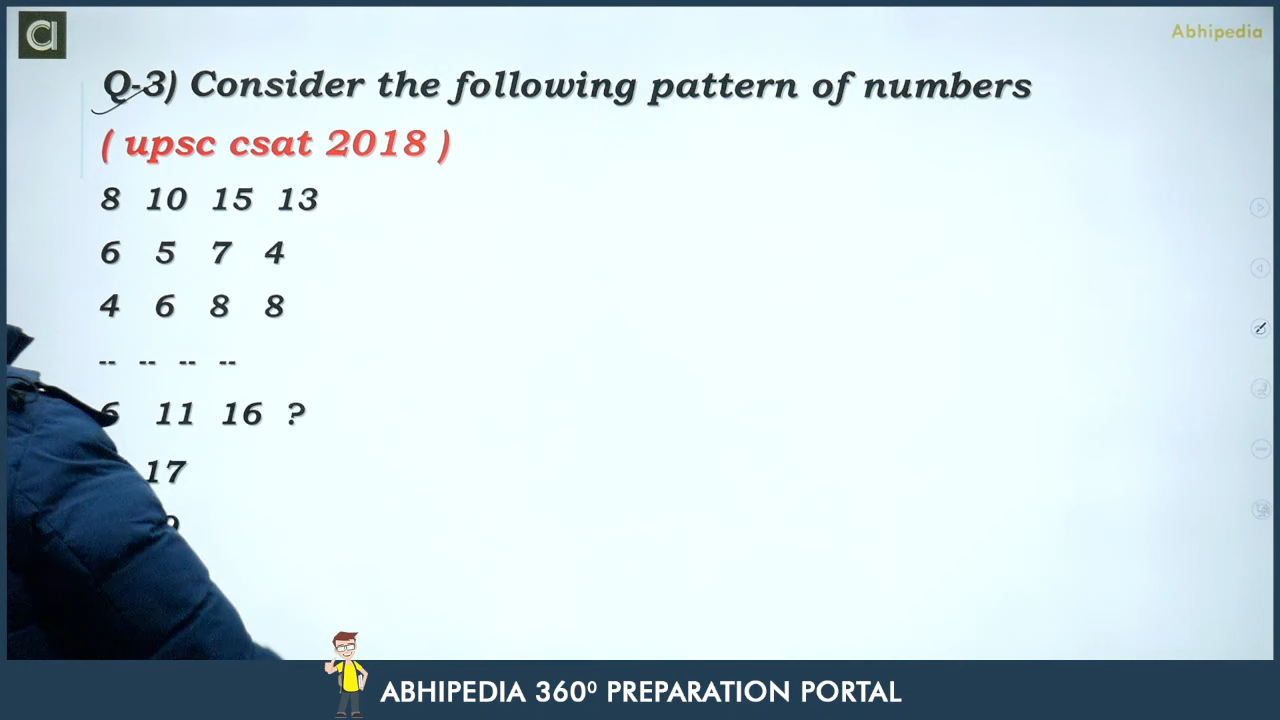 Abhipedia
Q-3) Consider the following pattern of numbers
( upsc csat 2018 )
8 10 15 13
6 5 7 4
4 6 8 8
-- -- -- --
6 11 16 ?
17
ABHIPEDIA 360⁰ PREPARATION PORTAL